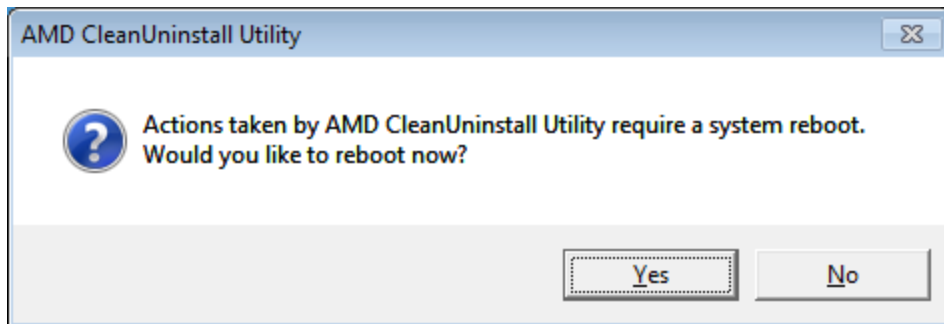 AMD CleanUninstall Utility
Actions taken by AMD CleanUninstall Utility require a system reboot.
Would you like to reboot now?
Yes No